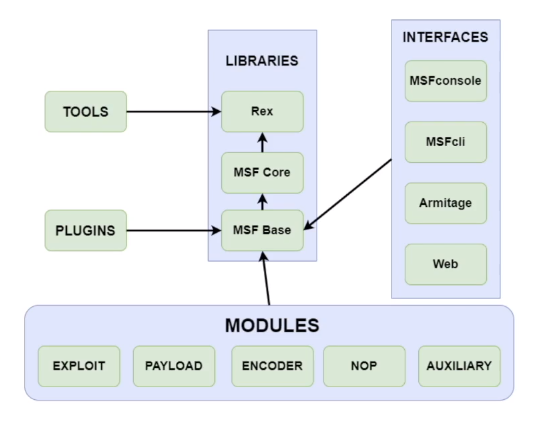 INTERFACES
LIBRARIES
MSFconsole
TOOLS
Rex
MSFcli
MSF Core
Armitage
PLUGINS
MSF Base
Web
MODULES
EXPLOIT
PAYLOAD
ENCODER
NOP
AUXILIARY